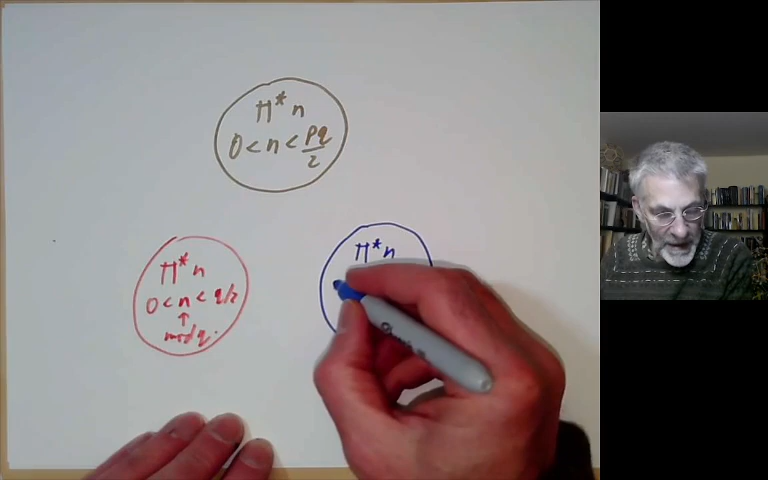 Π* n
0 < n < pq/2
Π* n
0 < n < q/2
↑
mod q.
Π* n